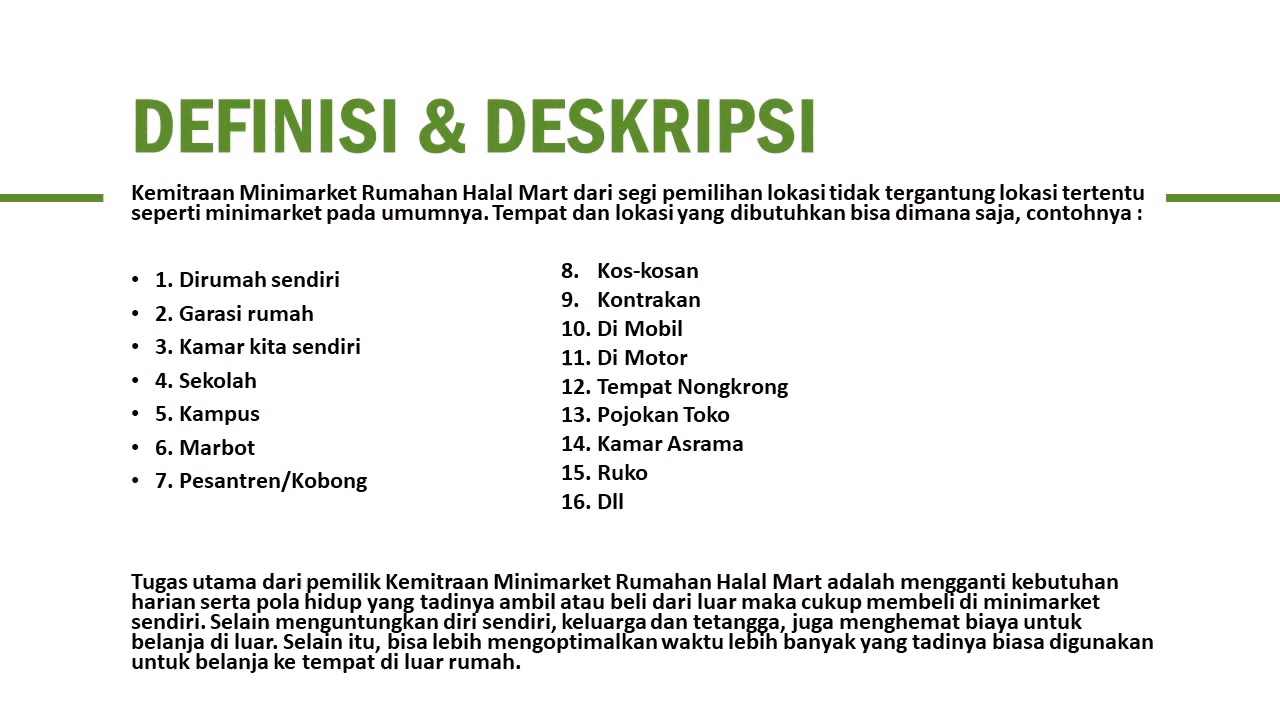 DEFINISI & DESKRIPSI
Kemitraan Minimarket Rumahan Halal Mart dari segi pemilihan lokasi tidak tergantung lokasi tertentu
seperti minimarket pada umumnya. Tempat dan lokasi yang dibutuhkan bisa dimana saja, contohnya :
• 1. Dirumah sendiri
• 2. Garasi rumah
• 3. Kamar kita sendiri
• 4. Sekolah
• 5. Kampus
• 6. Marbot
• 7. Pesantren/Kobong
8. Kos-kosan
9. Kontrakan
10. Di Mobil
11. Di Motor
12. Tempat Nongkrong
13. Pojokan Toko
14. Kamar Asrama
15. Ruko
16. Dll
Tugas utama dari pemilik Kemitraan Minimarket Rumahan Halal Mart adalah mengganti kebutuhan
harian serta pola hidup yang tadinya ambil atau beli dari luar maka cukup membeli di minimarket
sendiri. Selain menguntungkan diri sendiri, keluarga dan tetangga, juga menghemat biaya untuk
belanja di luar. Selain itu, bisa lebih mengoptimalkan waktu lebih banyak yang tadinya biasa digunakan
untuk belanja ke tempat di luar rumah.